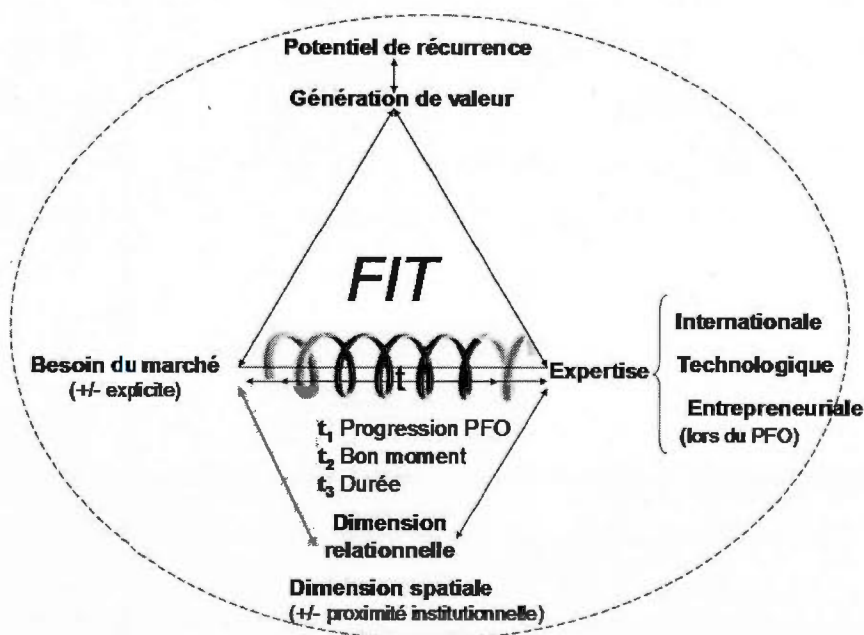 Potentiel de récurrence
Génération de valeur
FIT
Besoin du marché
(+/- explicite)
t
Expertise
Internationale
Technologique
Entrepreneuriale
(lors du PFO)
t₁ Progression PFO
t₂ Bon moment
t₃ Durée
Dimension
relationnelle
Dimension spatiale
(+/- proximité institutionnelle)